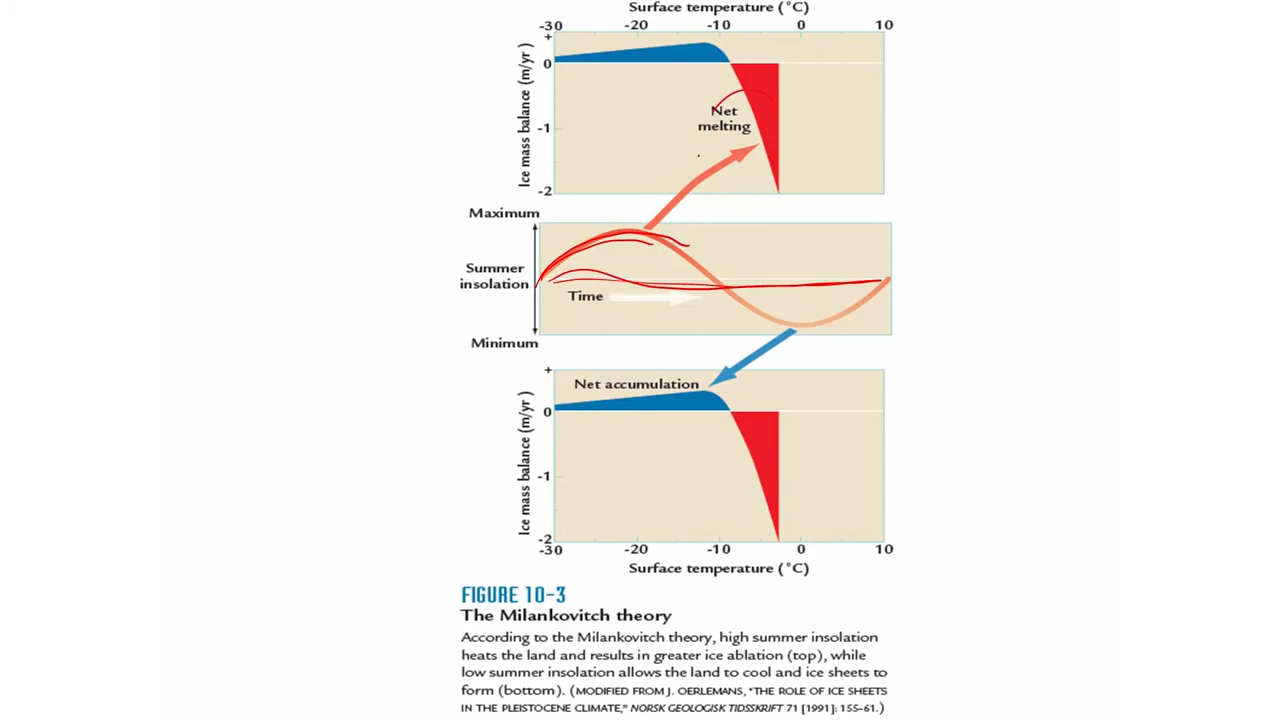 Surface temperature (°C)
-30 -20 -10 0 10
+
0
-1
-2
Ice mass balance (m/yr)
Net
melting
Maximum
Summer
insolation
Time
Minimum
+
0
-1
-2
Ice mass balance (m/yr)
Net accumulation
-30 -20 -10 0 10
Surface temperature (°C)
FIGURE 10-3
The Milankovitch theory
According to the Milankovitch theory, high summer insolation
heats the land and results in greater ice ablation (top), while
low summer insolation allows the land to cool and ice sheets to
form (bottom). (MODIFIED FROM J. OERLEMANS, "THE ROLE OF ICE SHEETS
IN THE PLEISTOCENE CLIMATE," NORSK GEOLOGISK TIDSSKRIFT 71 [1991]: 155-61.)